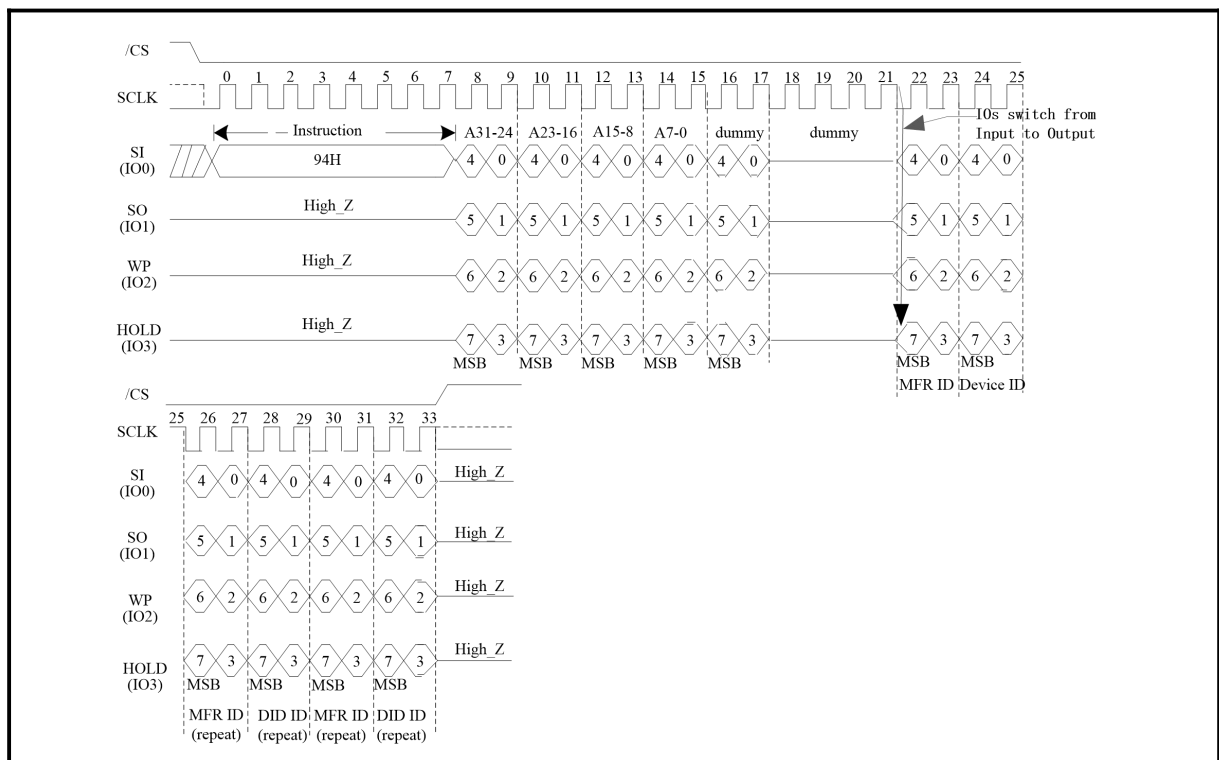 /CS
0 1 2 3 4 5 6 7 8 9 10 11 12 13 14 15 16 17 18 19 20 21 22 23 24 25
SCLK
IOs switch from
Input to Output
Instruction A31-24 A23-16 A15-8 A7-0 dummy dummy
SI
(IO0)
94H 4 0 4 0 4 0 4 0 4 0 4 0 4 0
SO
(IO1)
High_Z 5 1 5 1 5 1 5 1 5 1 5 1 5 1
WP
(IO2)
High_Z 6 2 6 2 6 2 6 2 6 2 6 2 6 2
HOLD
(IO3)
High_Z 7 3 7 3 7 3 7 3 7 3 7 3 7 3
MSB MSB MSB MSB MSB MSB MSB
MFR ID Device ID
/CS
25 26 27 28 29 30 31 32 33
SCLK
SI
(IO0)
4 0 4 0 4 0 4 0 High_Z
SO
(IO1)
5 1 5 1 5 1 5 1 High_Z
WP
(IO2)
6 2 6 2 6 2 6 2 High_Z
HOLD
(IO3)
7 3 7 3 7 3 7 3 High_Z
MSB MSB MSB MSB
MFR ID DID ID MFR ID DID ID
(repeat) (repeat) (repeat) (repeat)